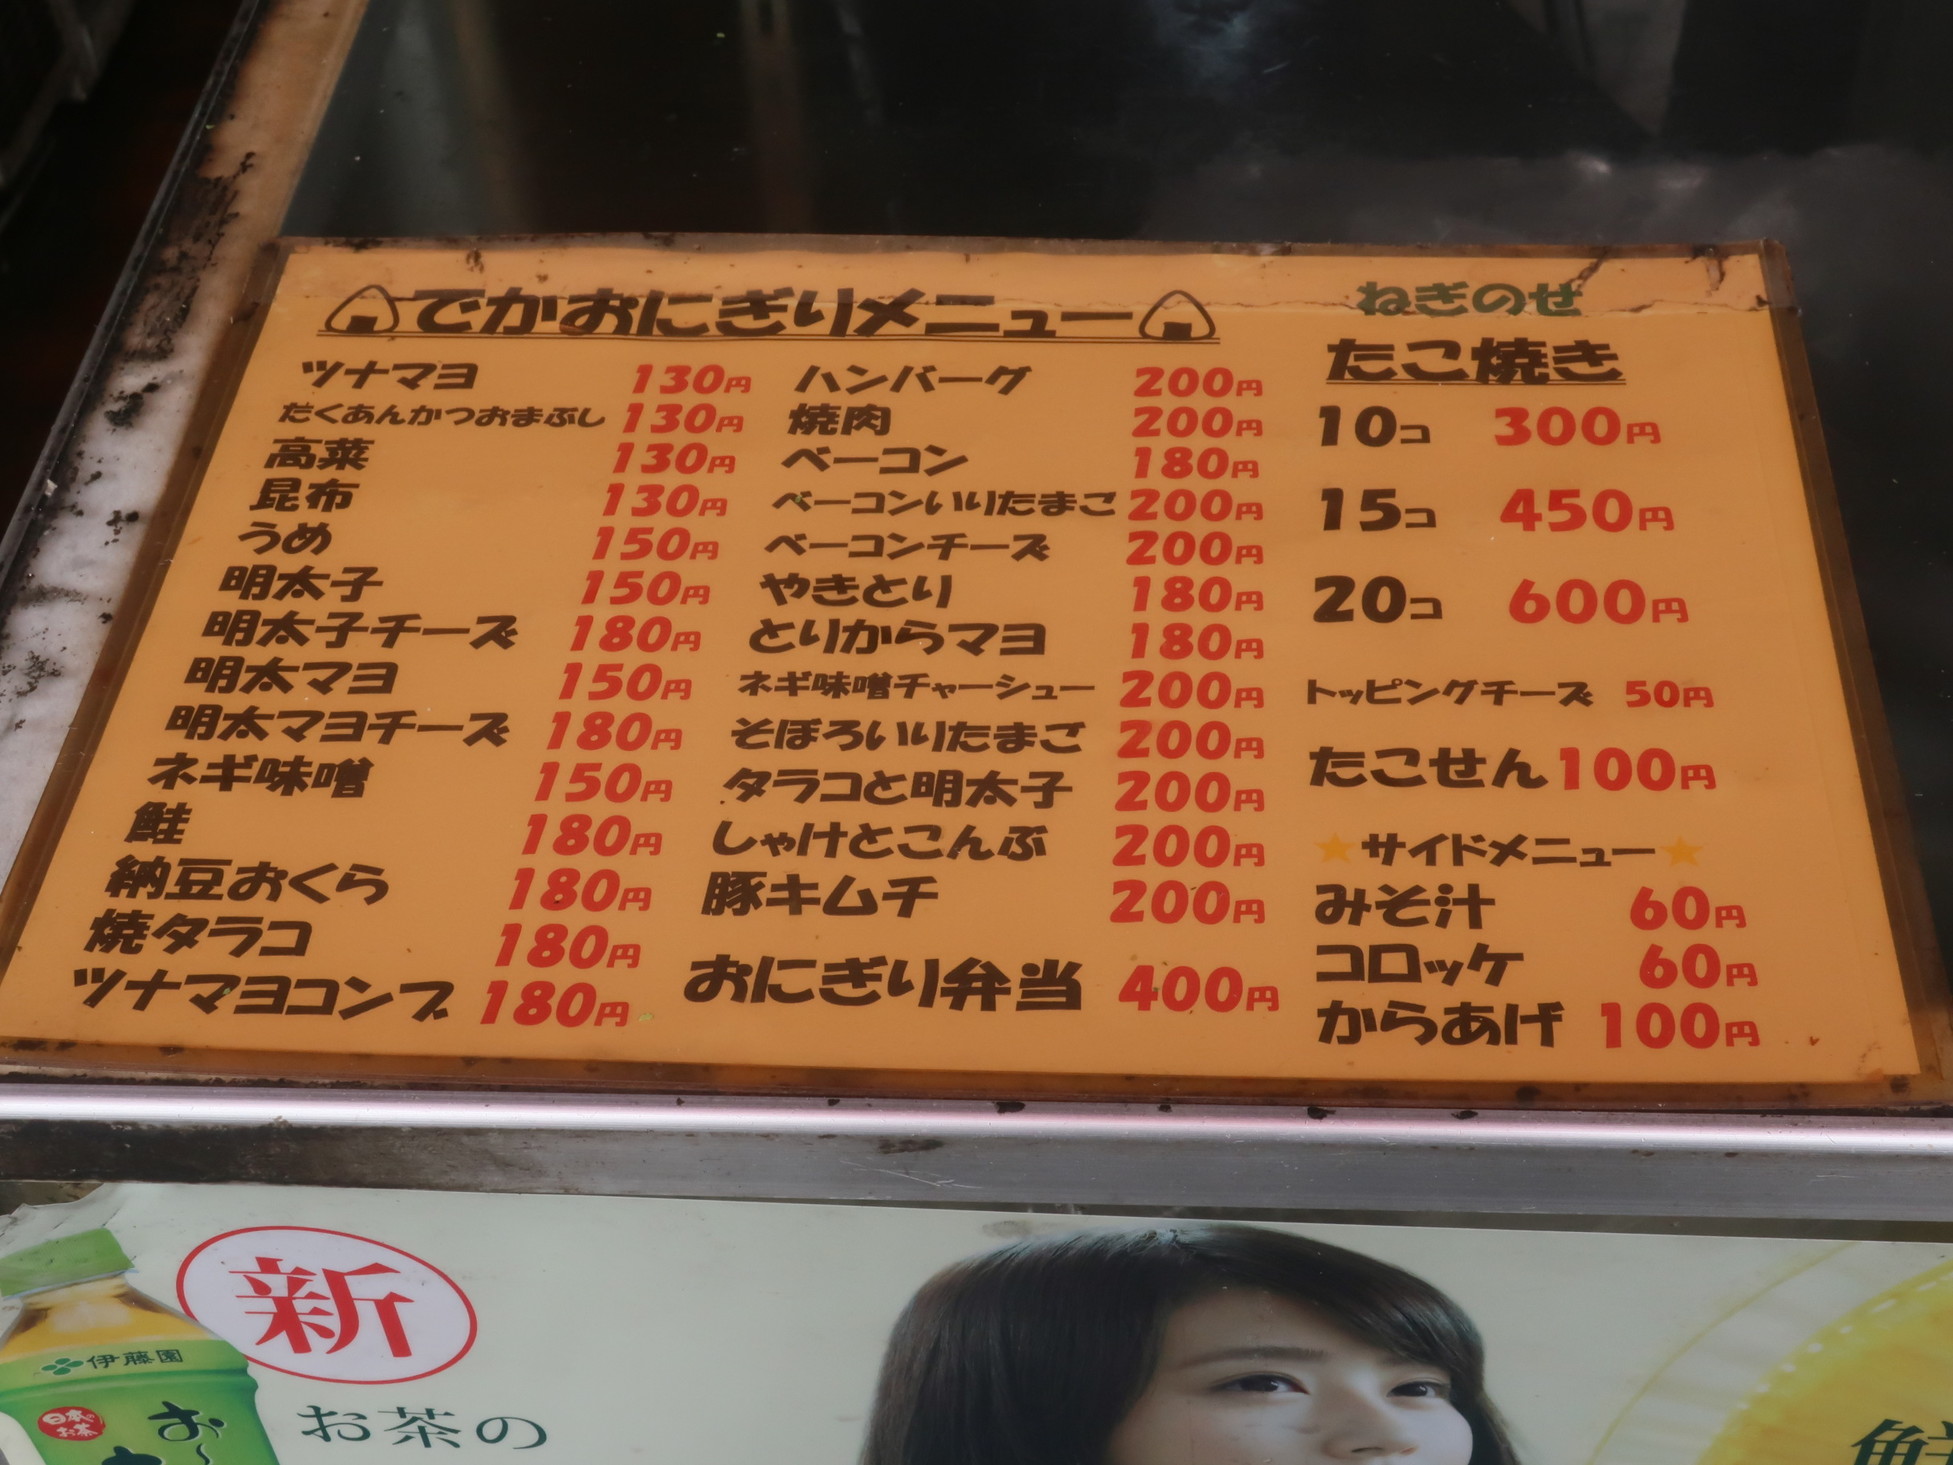 でかおにぎりメニュー
ツナマヨ 130円
たくあんかつおまぶし 130円
高菜 130円
昆布 130円
うめ 150円
明太子 150円
明太子チーズ 180円
明太マヨ 150円
明太マヨチーズ 180円
ネギ味噌 150円
鮭 180円
納豆おくら 180円
焼タラコ 180円
ツナマヨコンブ 180円
ハンバーグ 200円
焼肉 200円
ベーコン 180円
ベーコンいりたまご 200円
ベーコンチーズ 200円
やきとり 180円
とりからマヨ 180円
ネギ味噌チャーシュー 200円
そぼろいりたまご 200円
タラコと明太子 200円
しゃけとこんぶ 200円
豚キムチ 200円
おにぎり弁当 400円
ねぎのせ
たこ焼き
10コ 300円
15コ 450円
20コ 600円
トッピングチーズ 50円
たこせん 100円
★サイドメニュー★
みそ汁 60円
コロッケ 60円
からあげ 100円
新
伊藤園
日本のお茶
お〜
お茶の